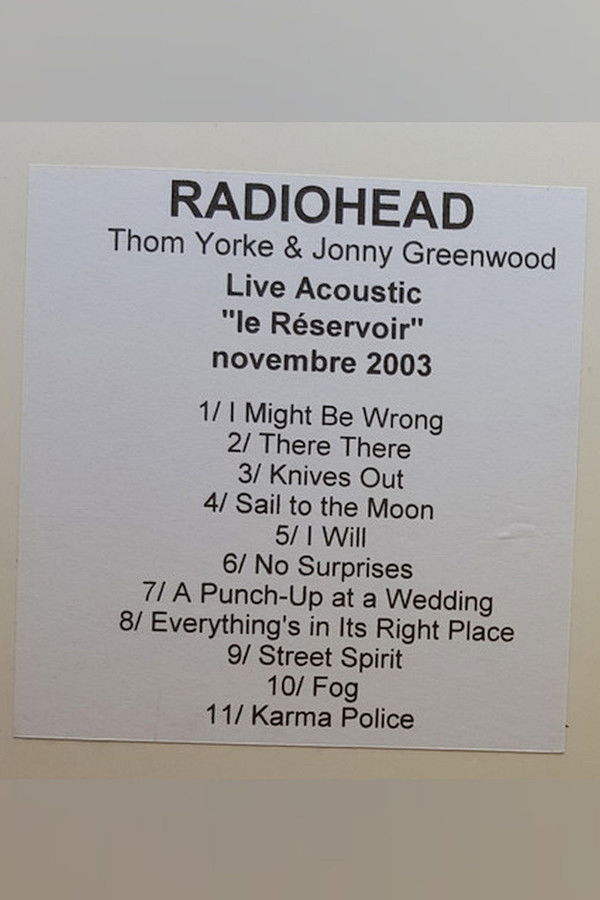 RADIOHEAD
Thom Yorke & Jonny Greenwood
Live Acoustic
"le Réservoir"
novembre 2003
1/ I Might Be Wrong
2/ There There
3/ Knives Out
4/ Sail to the Moon
5/ I Will
6/ No Surprises
7/ A Punch-Up at a Wedding
8/ Everything's in Its Right Place
9/ Street Spirit
10/ Fog
11/ Karma Police